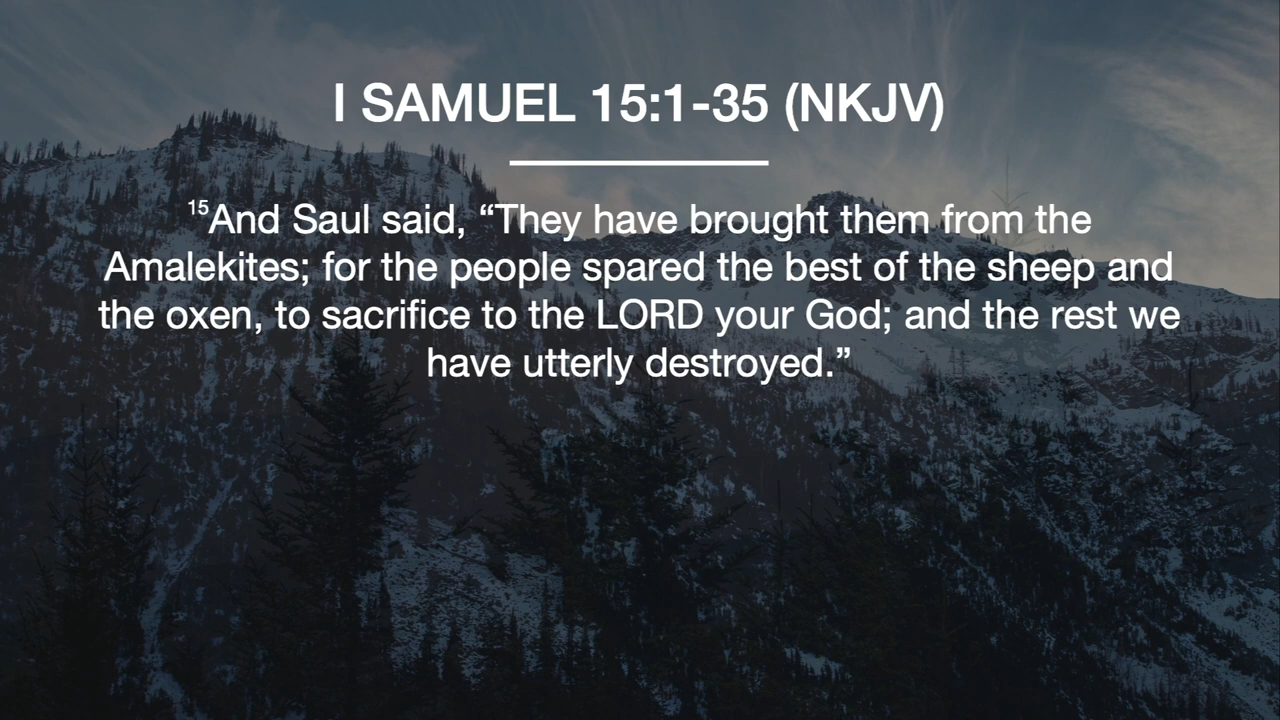 I SAMUEL 15:1-35 (NKJV)
15And Saul said, “They have brought them from the
Amalekites; for the people spared the best of the sheep and
the oxen, to sacrifice to the LORD your God; and the rest we
have utterly destroyed.”